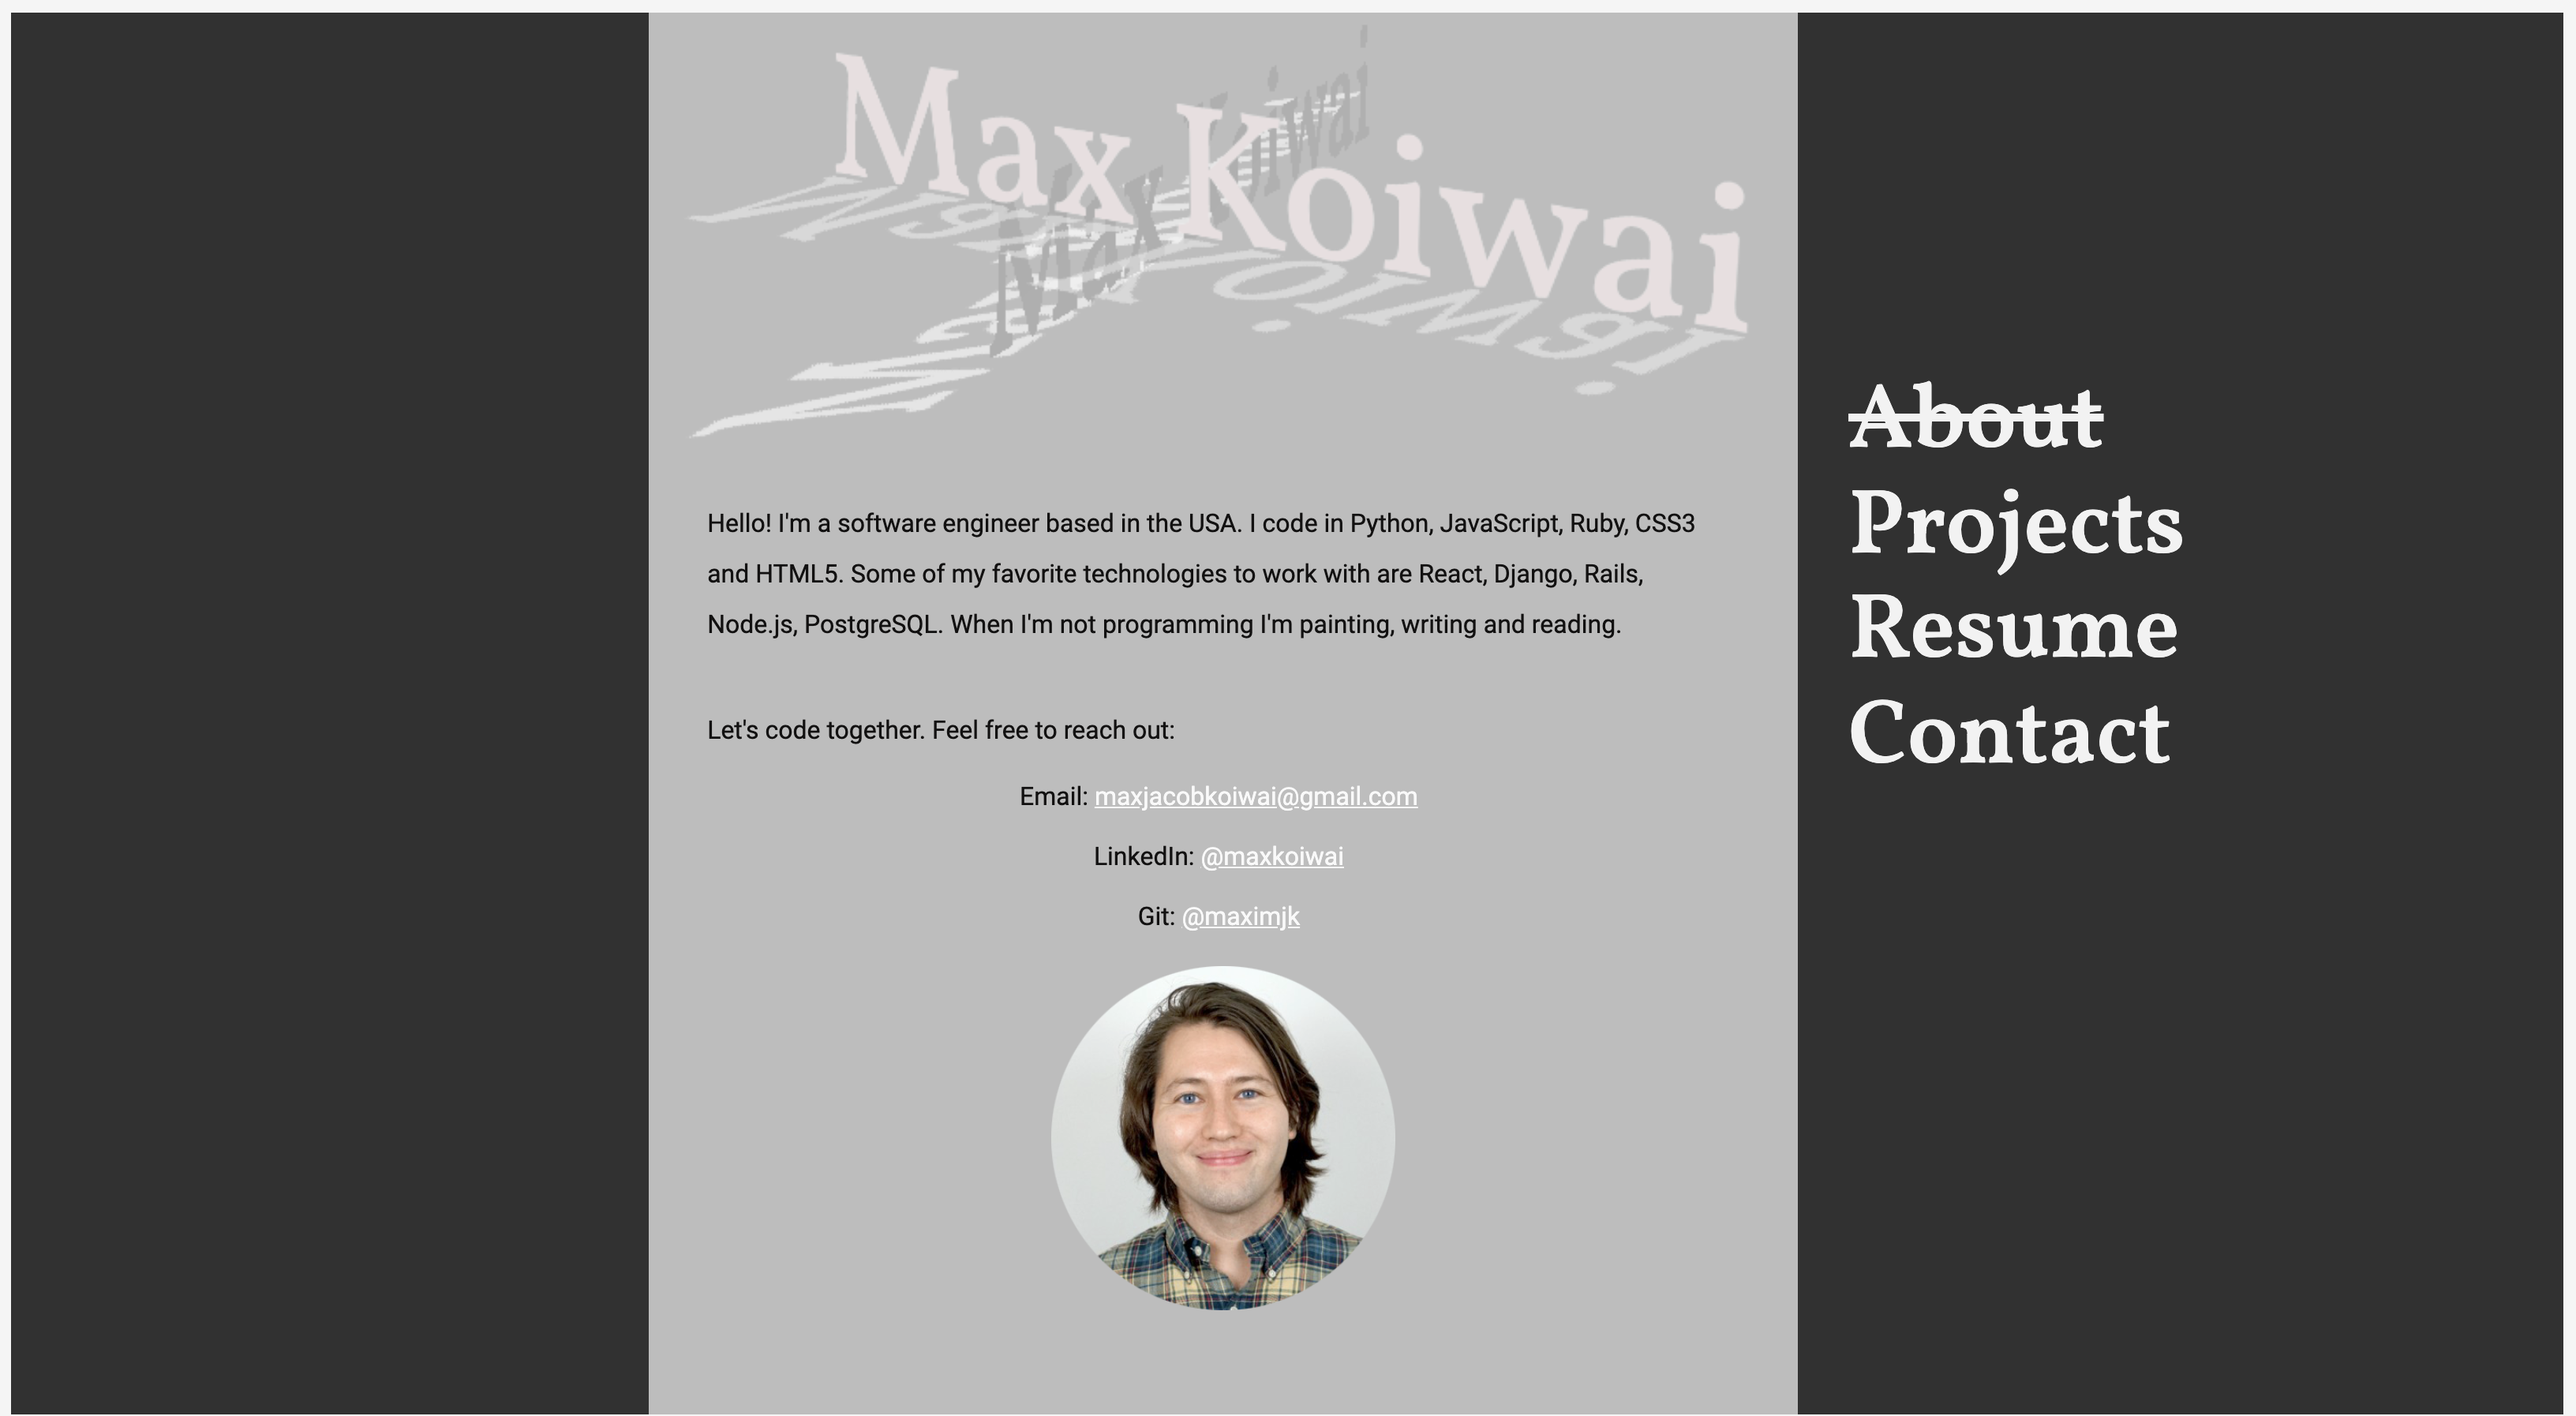 Max Koiwai
Max Koiwai
Hello! I'm a software engineer based in the USA. I code in Python, JavaScript, Ruby, CSS3
and HTML5. Some of my favorite technologies to work with are React, Django, Rails,
Node.js, PostgreSQL. When I'm not programming I'm painting, writing and reading.
Let's code together. Feel free to reach out:
Email: maxjacobkoiwai@gmail.com
LinkedIn: @maxkoiwai
Git: @maximjk
About
Projects
Resume
Contact